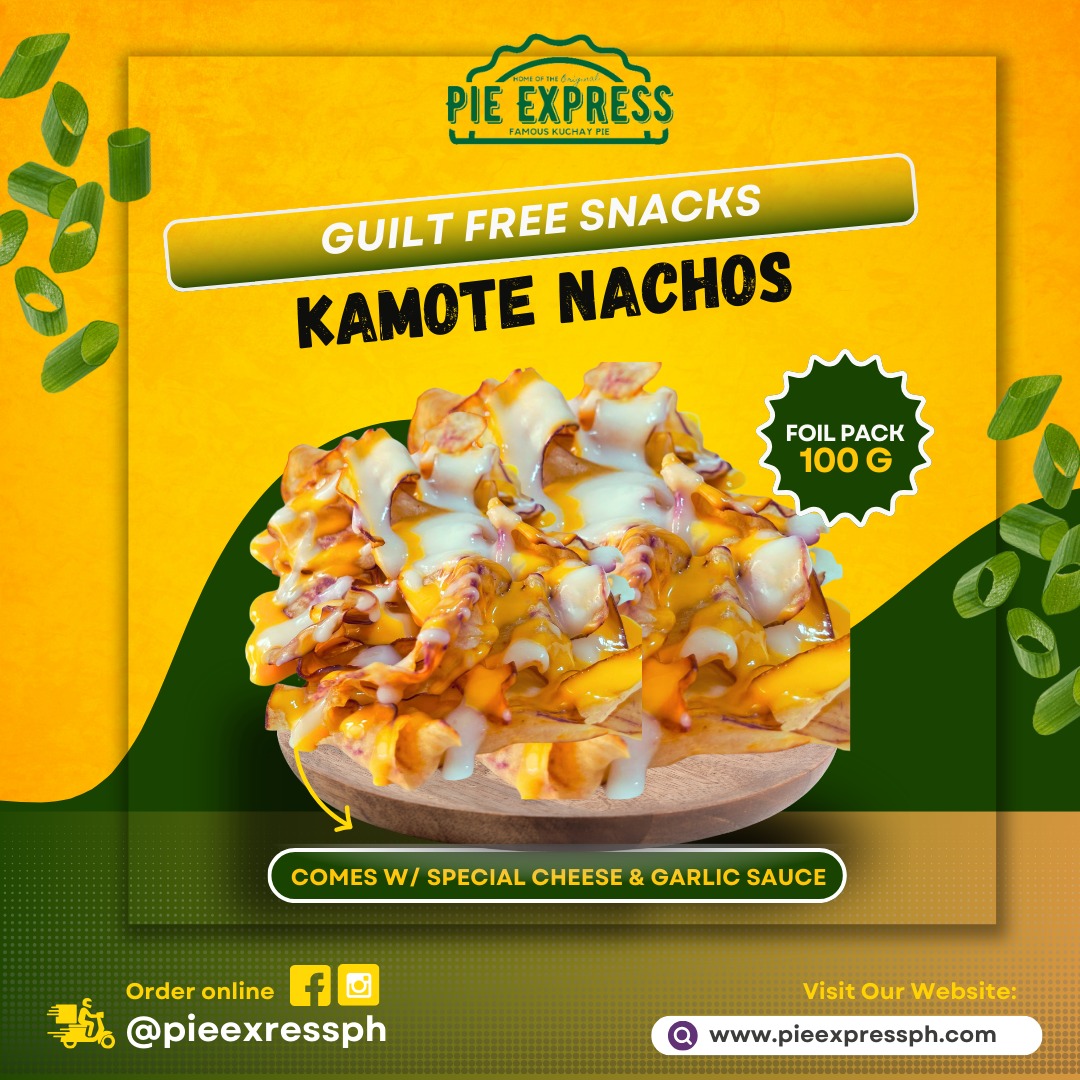 HOME OF THE Original
PIE EXPRESS
FAMOUS KUCHAY PIE
GUILT FREE SNACKS
KAMOTE NACHOS
FOIL PACK
100 G
COMES W/ SPECIAL CHEESE & GARLIC SAUCE
Order online
@pieexressph
Visit Our Website:
www.pieexpressph.com